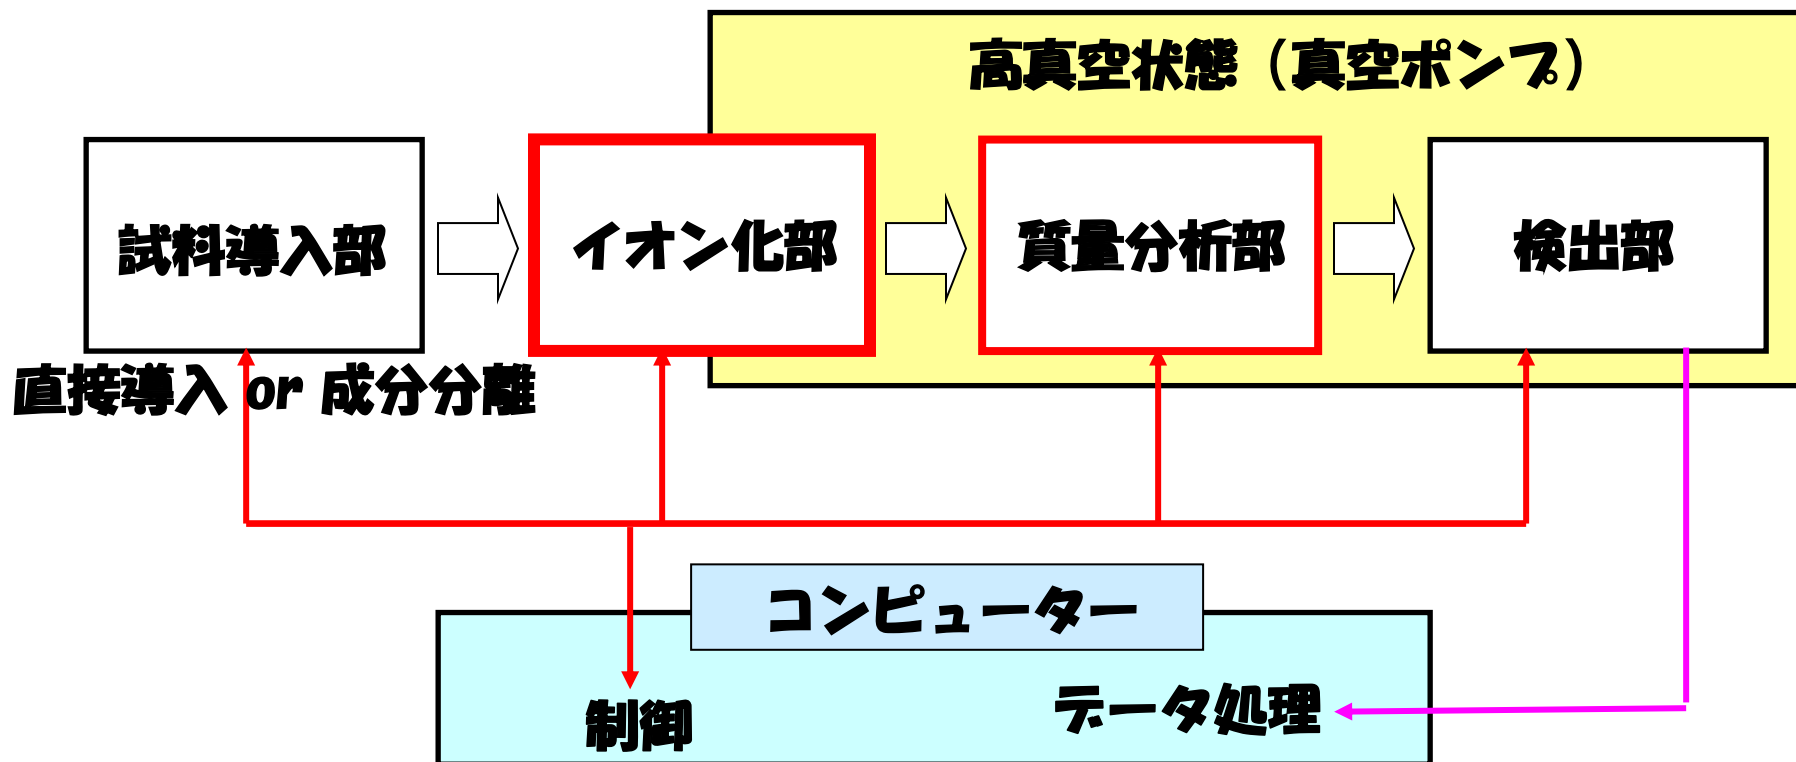 高真空状態（真空ポンプ）
試料導入部
イオン化部
質量分析部
検出部
直接導入 or 成分分離
コンピューター
制御
データ処理